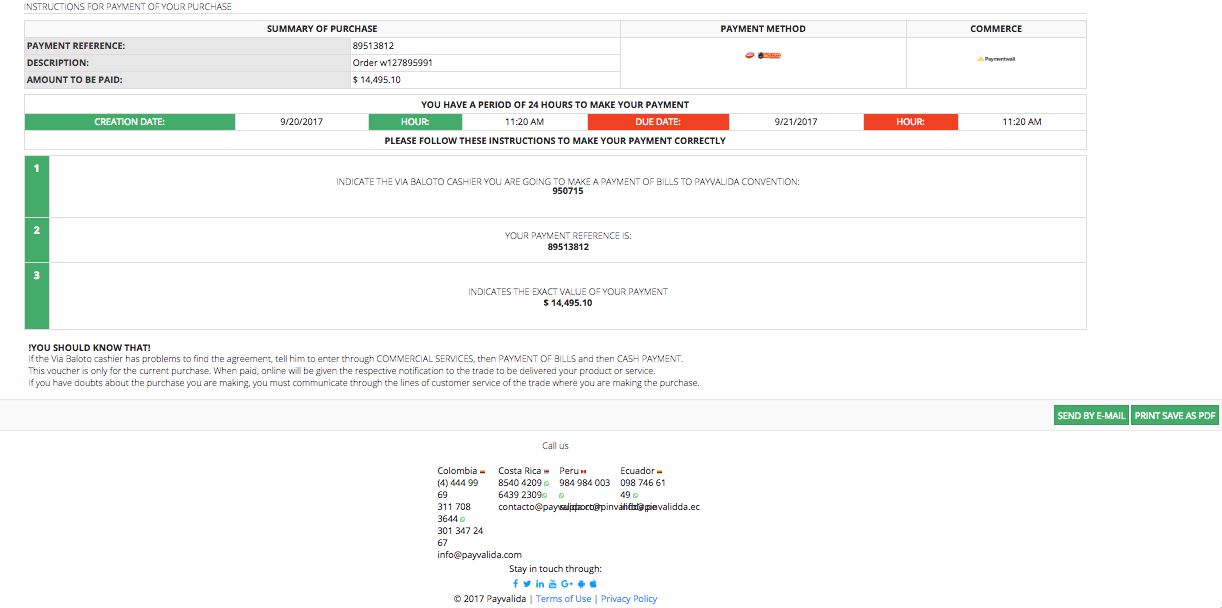 INSTRUCTIONS FOR PAYMENT OF YOUR PURCHASE
SUMMARY OF PURCHASE
PAYMENT METHOD
COMMERCE
PAYMENT REFERENCE: 89513812
DESCRIPTION: Order w127895991
AMOUNT TO BE PAID: $ 14,495.10
Paymentwall
YOU HAVE A PERIOD OF 24 HOURS TO MAKE YOUR PAYMENT
CREATION DATE: 9/20/2017 HOUR: 11:20 AM DUE DATE: 9/21/2017 HOUR: 11:20 AM
PLEASE FOLLOW THESE INSTRUCTIONS TO MAKE YOUR PAYMENT CORRECTLY
1
INDICATE THE VIA BALOTO CASHIER YOU ARE GOING TO MAKE A PAYMENT OF BILLS TO PAYVALIDA CONVENTION:
950715
2
YOUR PAYMENT REFERENCE IS:
89513812
3
INDICATES THE EXACT VALUE OF YOUR PAYMENT
$ 14,495.10
!YOU SHOULD KNOW THAT!
If the Via Baloto cashier has problems to find the agreement, tell him to enter through COMMERCIAL SERVICES, then PAYMENT OF BILLS and then CASH PAYMENT.
This voucher is only for the current purchase. When paid, online will be given the respective notification to the trade to be delivered your product or service.
If you have doubts about the purchase you are making, you must communicate through the lines of customer service of the trade where you are making the purchase.
SEND BY E-MAIL
PRINT SAVE AS PDF
Call us
Colombia
(4) 444 99
69
311 708
3644
301 347 24
67
info@payvalida.com
Costa Rica
8540 4209
6439 2309
Peru
984 984 003
Ecuador
098 746 61
49
Stay in touch through:
© 2017 Payvalida | Terms of Use | Privacy Policy